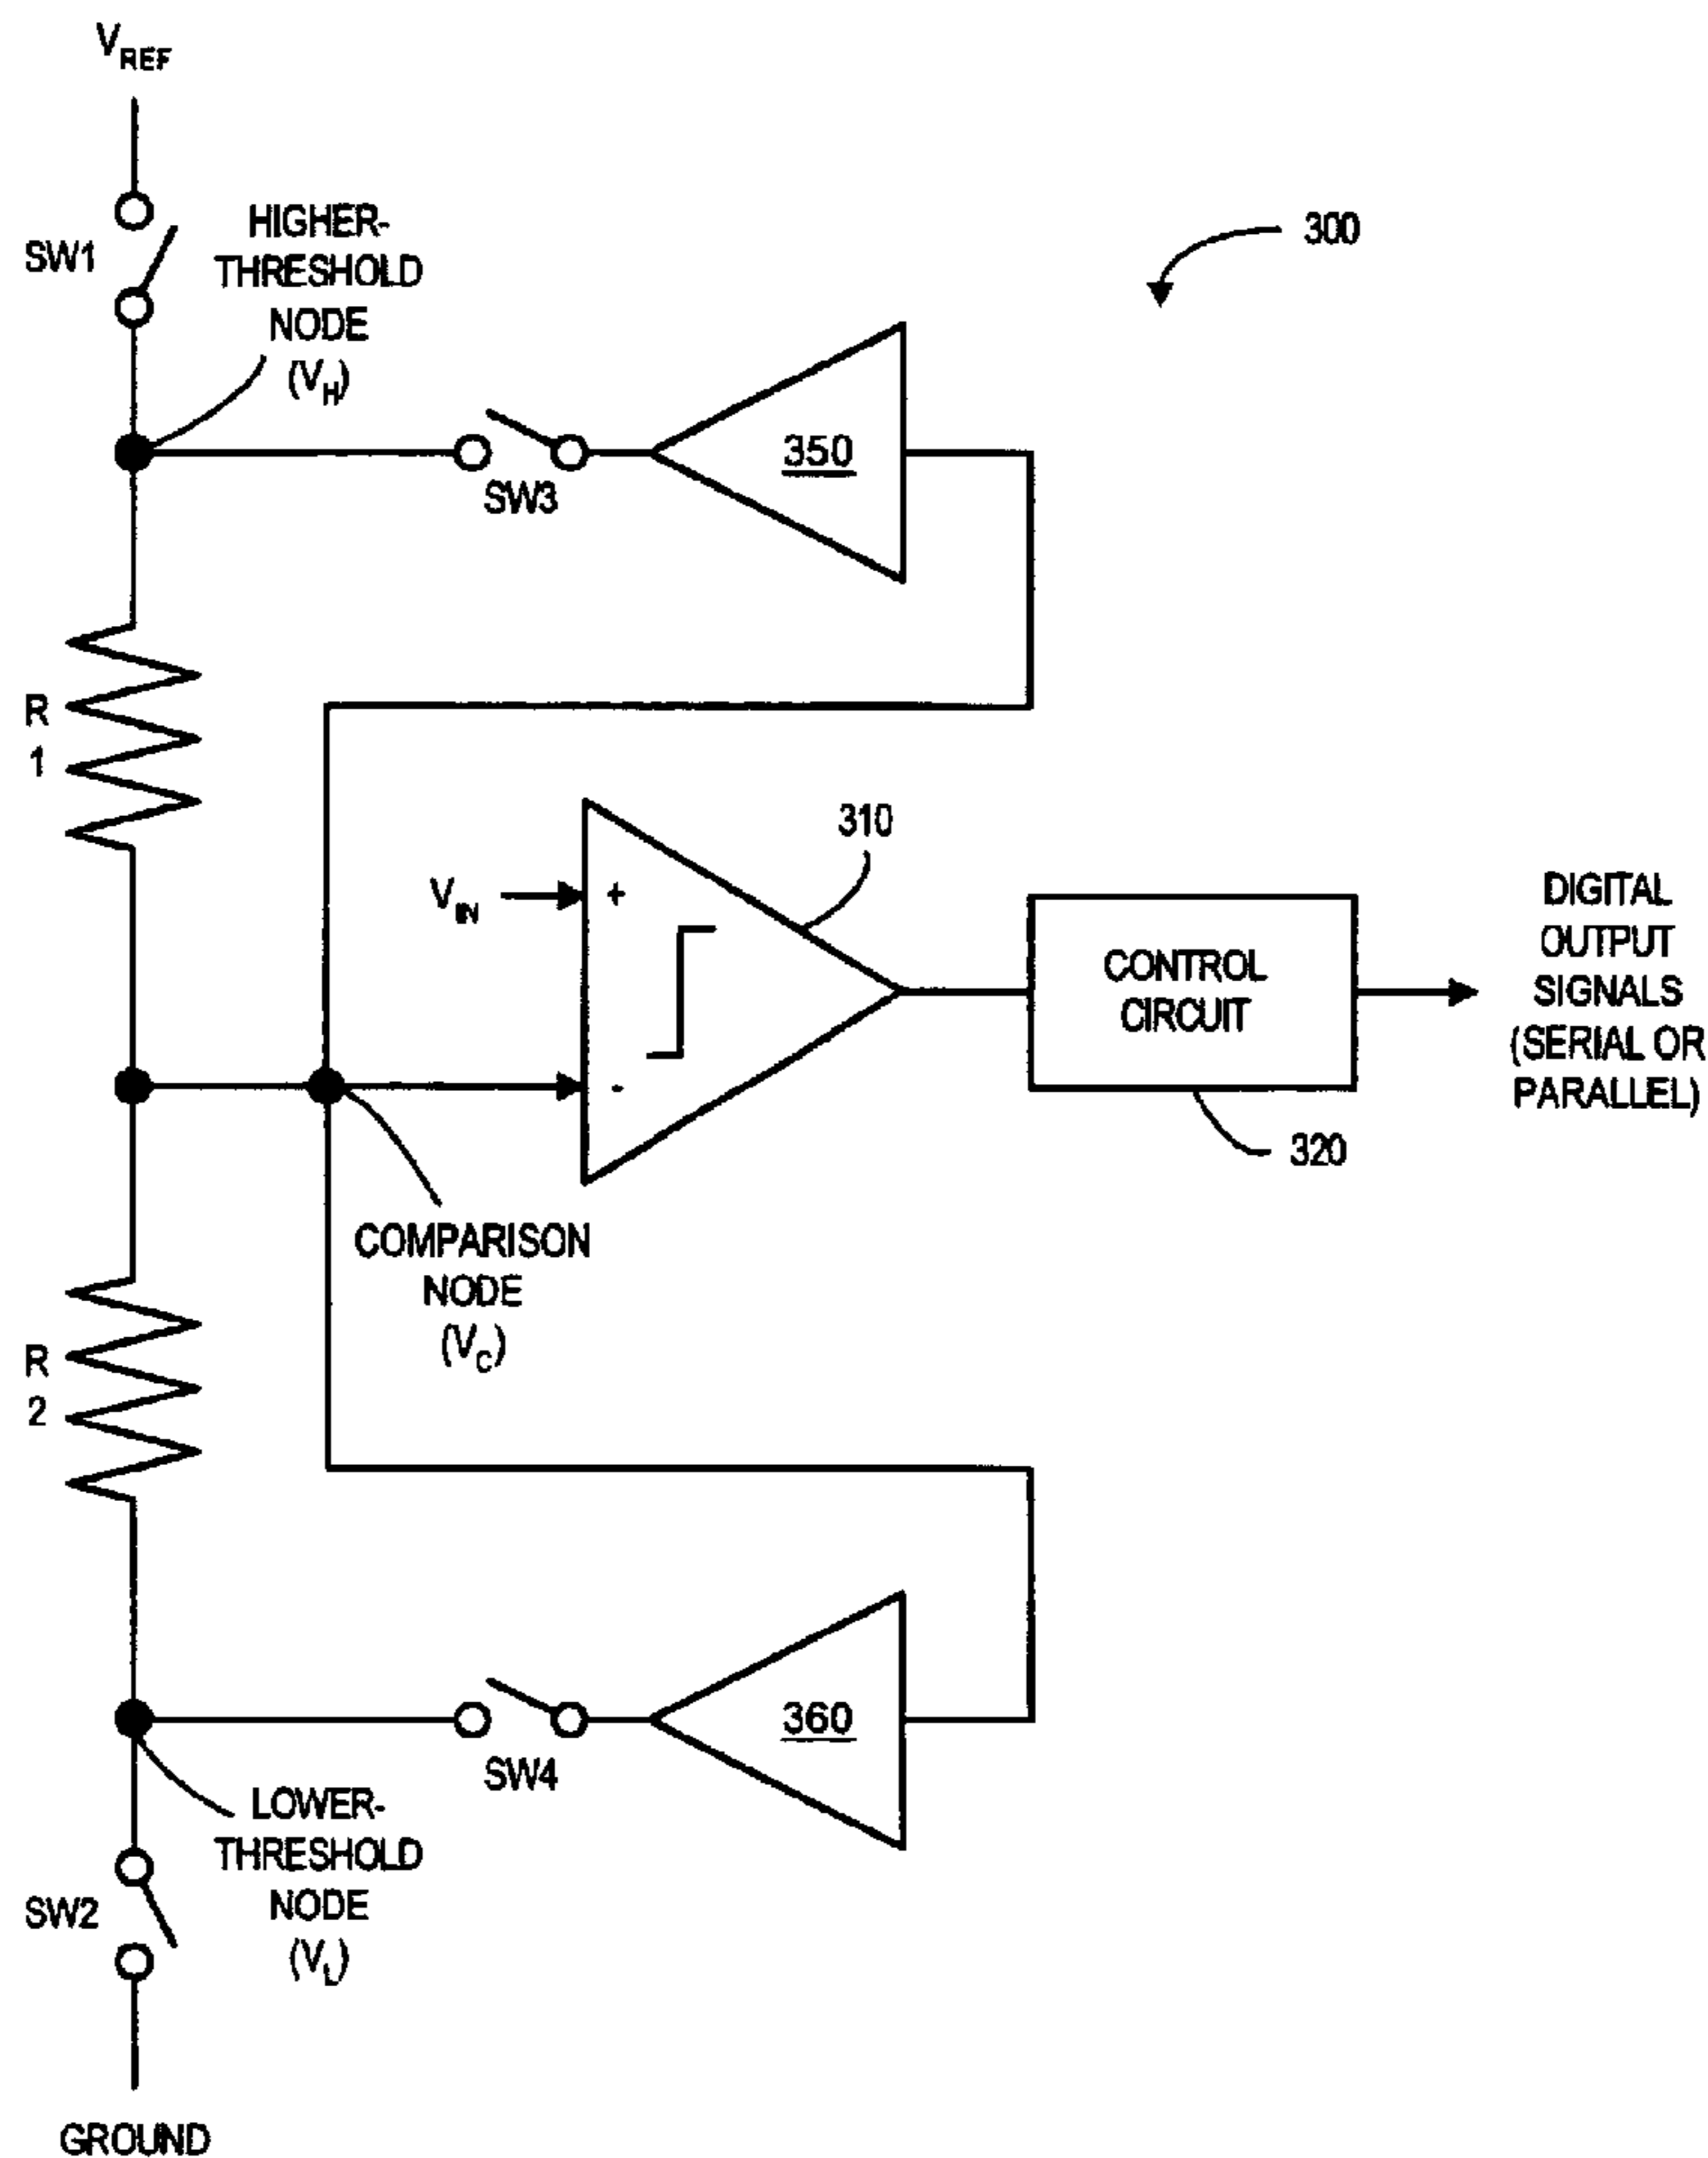 VREF
SW1
HIGHER-
THRESHOLD
NODE
(VH)
300
350
SW3
R
1
310
VIN
+
-
CONTROL
CIRCUIT
DIGITAL
OUTPUT
SIGNALS
(SERIAL OR
PARALLEL)
320
COMPARISON
NODE
(VC)
R
2
360
SW4
LOWER-
THRESHOLD
NODE
(VL)
SW2
GROUND